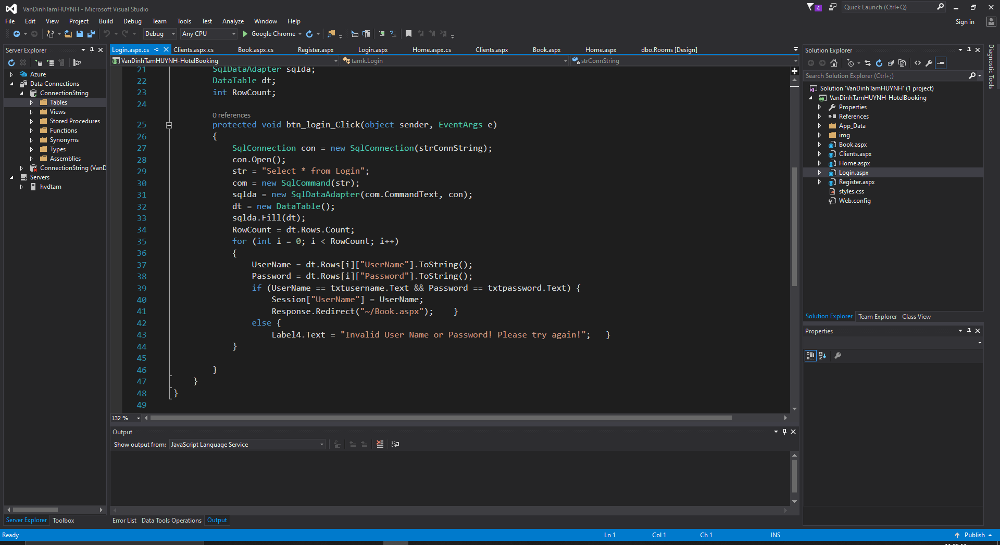 VanDinhTamHUYNH - Microsoft Visual Studio
4
Quick Launch (Ctrl+Q)
File Edit View Project Build Debug Team Tools Test Analyze Window Help
Sign in
Debug Any CPU Google Chrome
Server Explorer
Azure
Data Connections
ConnectionString
Tables
Views
Stored Procedures
Functions
Synonyms
Types
Assemblies
ConnectionString (VanD
Servers
hvdtam
Server Explorer Toolbox
Login.aspx.cs Clients.aspx.cs Book.aspx.cs Register.aspx Login.aspx Home.aspx.cs Clients.aspx Book.aspx Home.aspx dbo.Rooms [Design]
VanDinhTamHUYNH-HotelBooking tamk.Login strConnString
21 SqlDataAdapter sqlda;
22 DataTable dt;
23 int RowCount;
24
0 references
25 protected void btn_login_Click(object sender, EventArgs e)
26 {
27 SqlConnection con = new SqlConnection(strConnString);
28 con.Open();
29 str = "Select * from Login";
30 com = new SqlCommand(str);
31 sqlda = new SqlDataAdapter(com.CommandText, con);
32 dt = new DataTable();
33 sqlda.Fill(dt);
34 RowCount = dt.Rows.Count;
35 for (int i = 0; i < RowCount; i++)
36 {
37 UserName = dt.Rows[i]["UserName"].ToString();
38 Password = dt.Rows[i]["Password"].ToString();
39 if (UserName == txtusername.Text && Password == txtpassword.Text) {
40 Session["UserName"] = UserName;
41 Response.Redirect("~/Book.aspx"); }
42 else {
43 Label4.Text = "Invalid User Name or Password! Please try again!"; }
44 }
45
46 }
47 }
48 }
49
132 %
Output
Show output from: JavaScript Language Service
Error List Data Tools Operations Output
Solution Explorer
Search Solution Explorer (Ctrl+;)
Solution 'VanDinhTamHUYNH' (1 project)
VanDinhTamHUYNH-HotelBooking
Properties
References
App_Data
img
Book.aspx
Clients.aspx
Home.aspx
Login.aspx
Register.aspx
styles.css
Web.config
Solution Explorer Team Explorer Class View
Properties
Diagnostic Tools
Ready Ln 1 Col 1 Ch 1 INS Publish